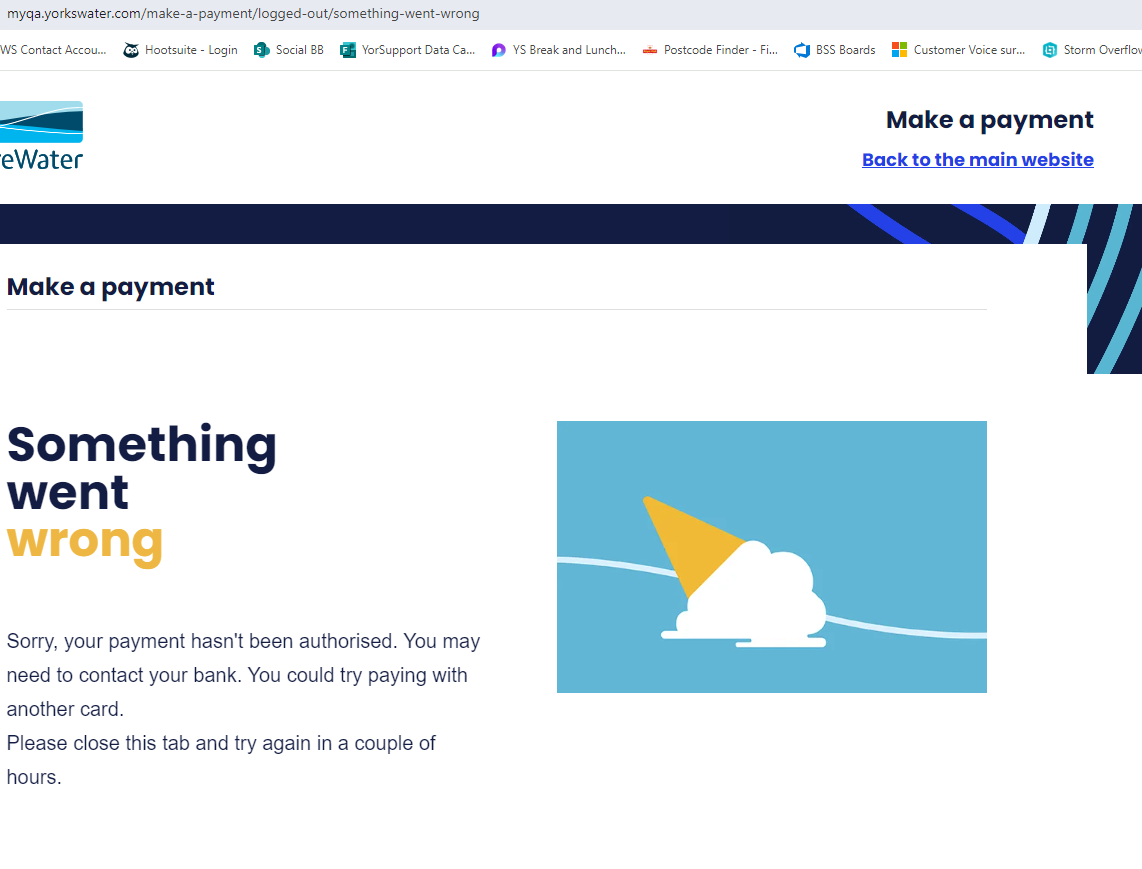 myqa.yorkswater.com/make-a-payment/logged-out/something-went-wrong
WS Contact Accou... Hootsuite - Login Social BB YorSupport Data Ca... YS Break and Lunch... Postcode Finder - Fi... BSS Boards Customer Voice sur... Storm Overflow
Make a payment
eWater
Back to the main website
Make a payment
Something
went
wrong
Sorry, your payment hasn't been authorised. You may
need to contact your bank. You could try paying with
another card.
Please close this tab and try again in a couple of
hours.